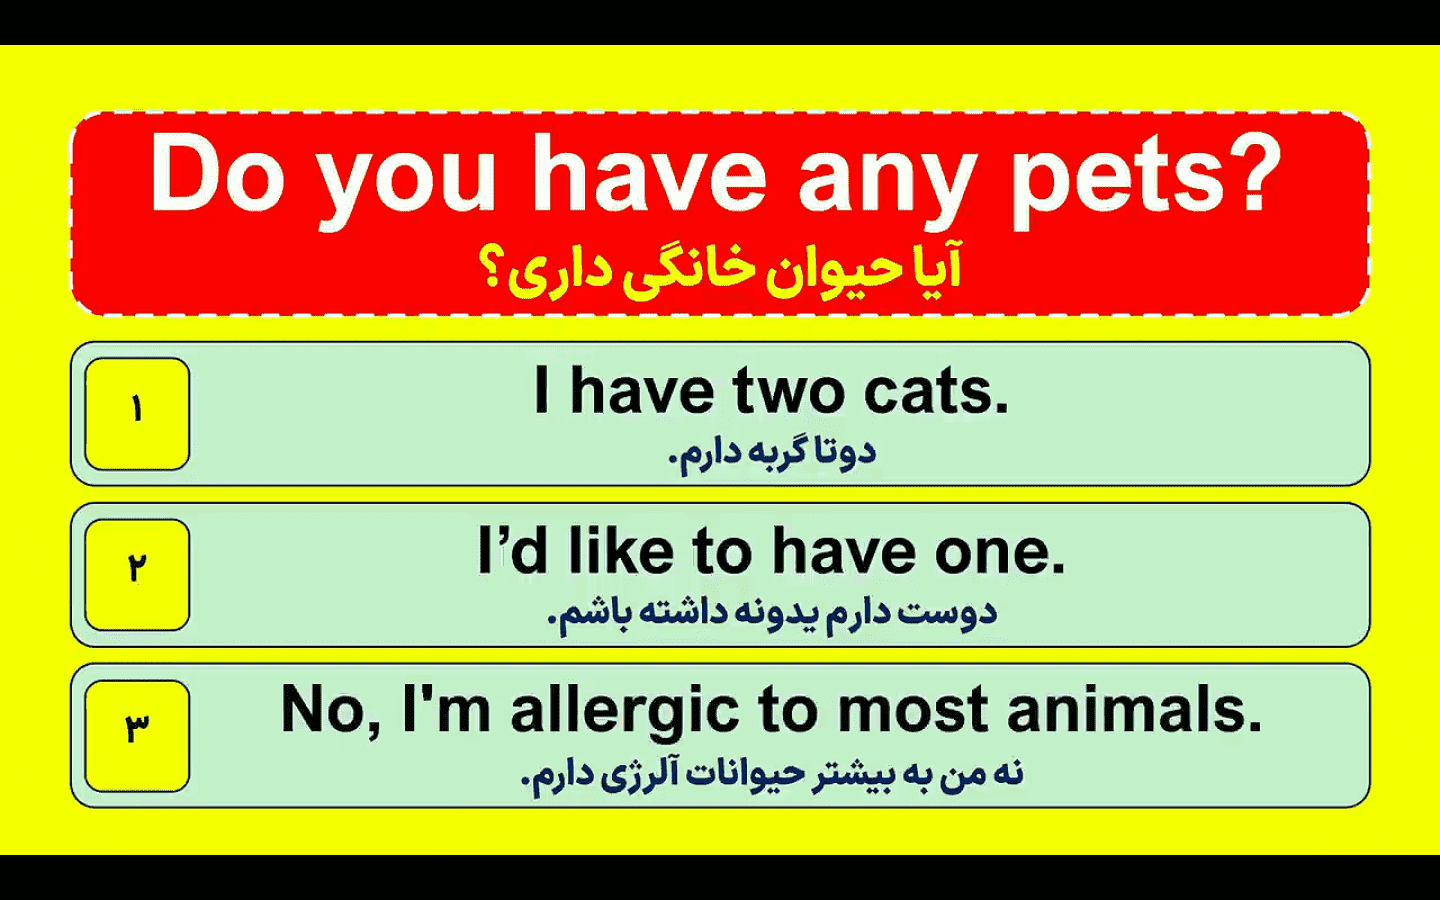 Do you have any pets?
آیا حیوان خانگی داری؟
۱
I have two cats.
دوتا گربه دارم.
۲
I’d like to have one.
دوست دارم یدونه داشته باشم.
۳
No, I'm allergic to most animals.
نه من به بیشتر حیوانات آلرژی دارم.